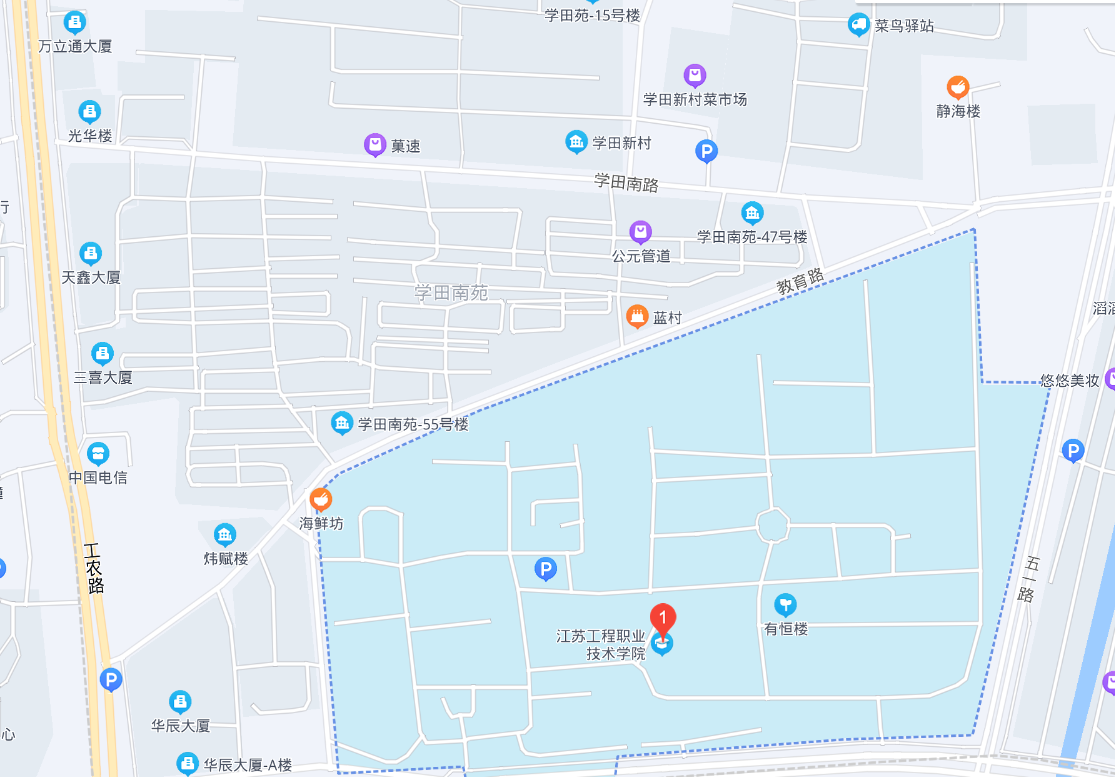 学田苑-15号楼
菜鸟驿站
万立通大厦
学田新村菜市场
静海楼
光华楼
菓速
学田新村
P
学田南路
行
公元管道
学田南苑-47号楼
天鑫大厦
教育路
学田南苑
蓝村
三喜大厦
悠悠美妆
学田南苑-55号楼
P
中国电信
海鲜坊
炜赋楼
工农路
P
五一路
有恒楼
1
江苏工程职业
技术学院
P
华辰大厦
心
华辰大厦-A楼